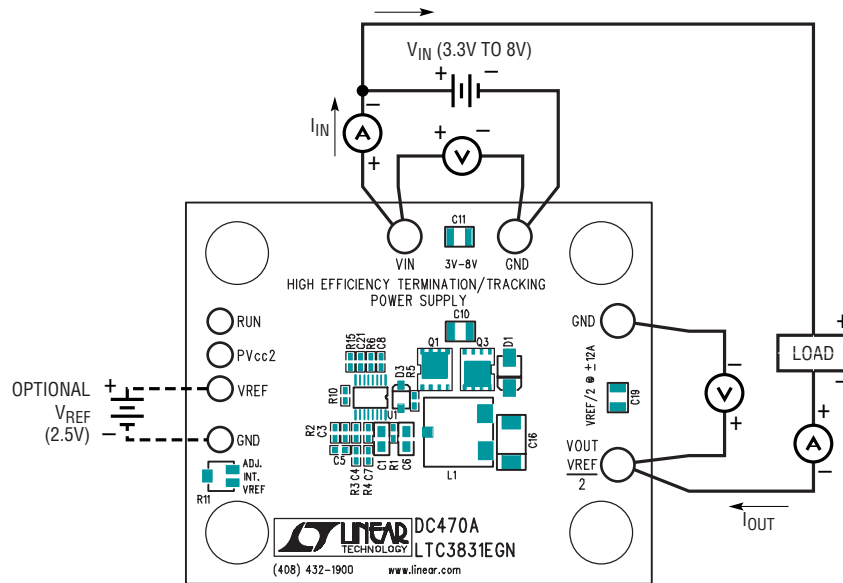 VIN (3.3V TO 8V)
+ −
IIN
−
A
+
+ −
V
C11
VIN
3V-8V
GND
HIGH EFFICIENCY TERMINATION/TRACKING
POWER SUPPLY
C10
RUN
PVcc2
VREF
GND
OPTIONAL
VREF
(2.5V)
+
−
R15
C21
R6
C8
Q1
Q3
D1
D3
R5
R10
U1
R2
C3
C5
R3
C4
R4
C7
C1
R1
C6
L1
C16
ADJ.
INT.
VREF
R11
GND
VREF/2 @ ±12A
C19
VOUT
VREF
2
−
V
+
+
LOAD
−
+
A
−
IOUT
LINEAR
TECHNOLOGY
DC470A
LTC3831EGN
(408) 432-1900 www.linear.com